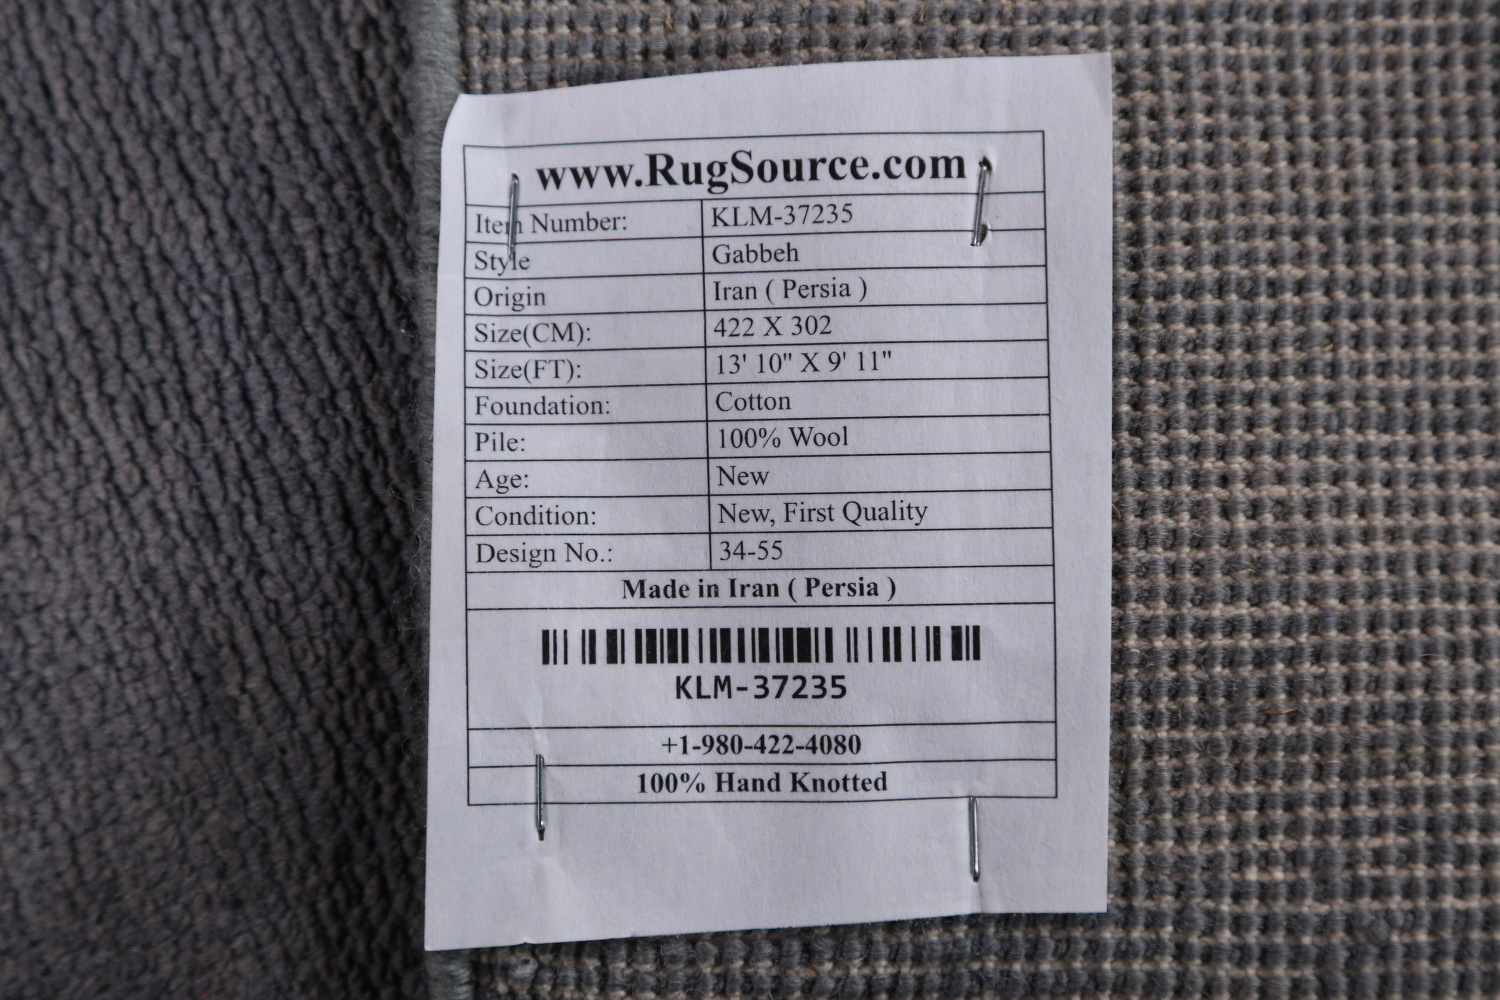 www.RugSource.com
Item Number: KLM-37235
Style Gabbeh
Origin Iran ( Persia )
Size(CM): 422 X 302
Size(FT): 13' 10" X 9' 11"
Foundation: Cotton
Pile: 100% Wool
Age: New
Condition: New, First Quality
Design No.: 34-55
Made in Iran ( Persia )
KLM-37235
+1-980-422-4080
100% Hand Knotted